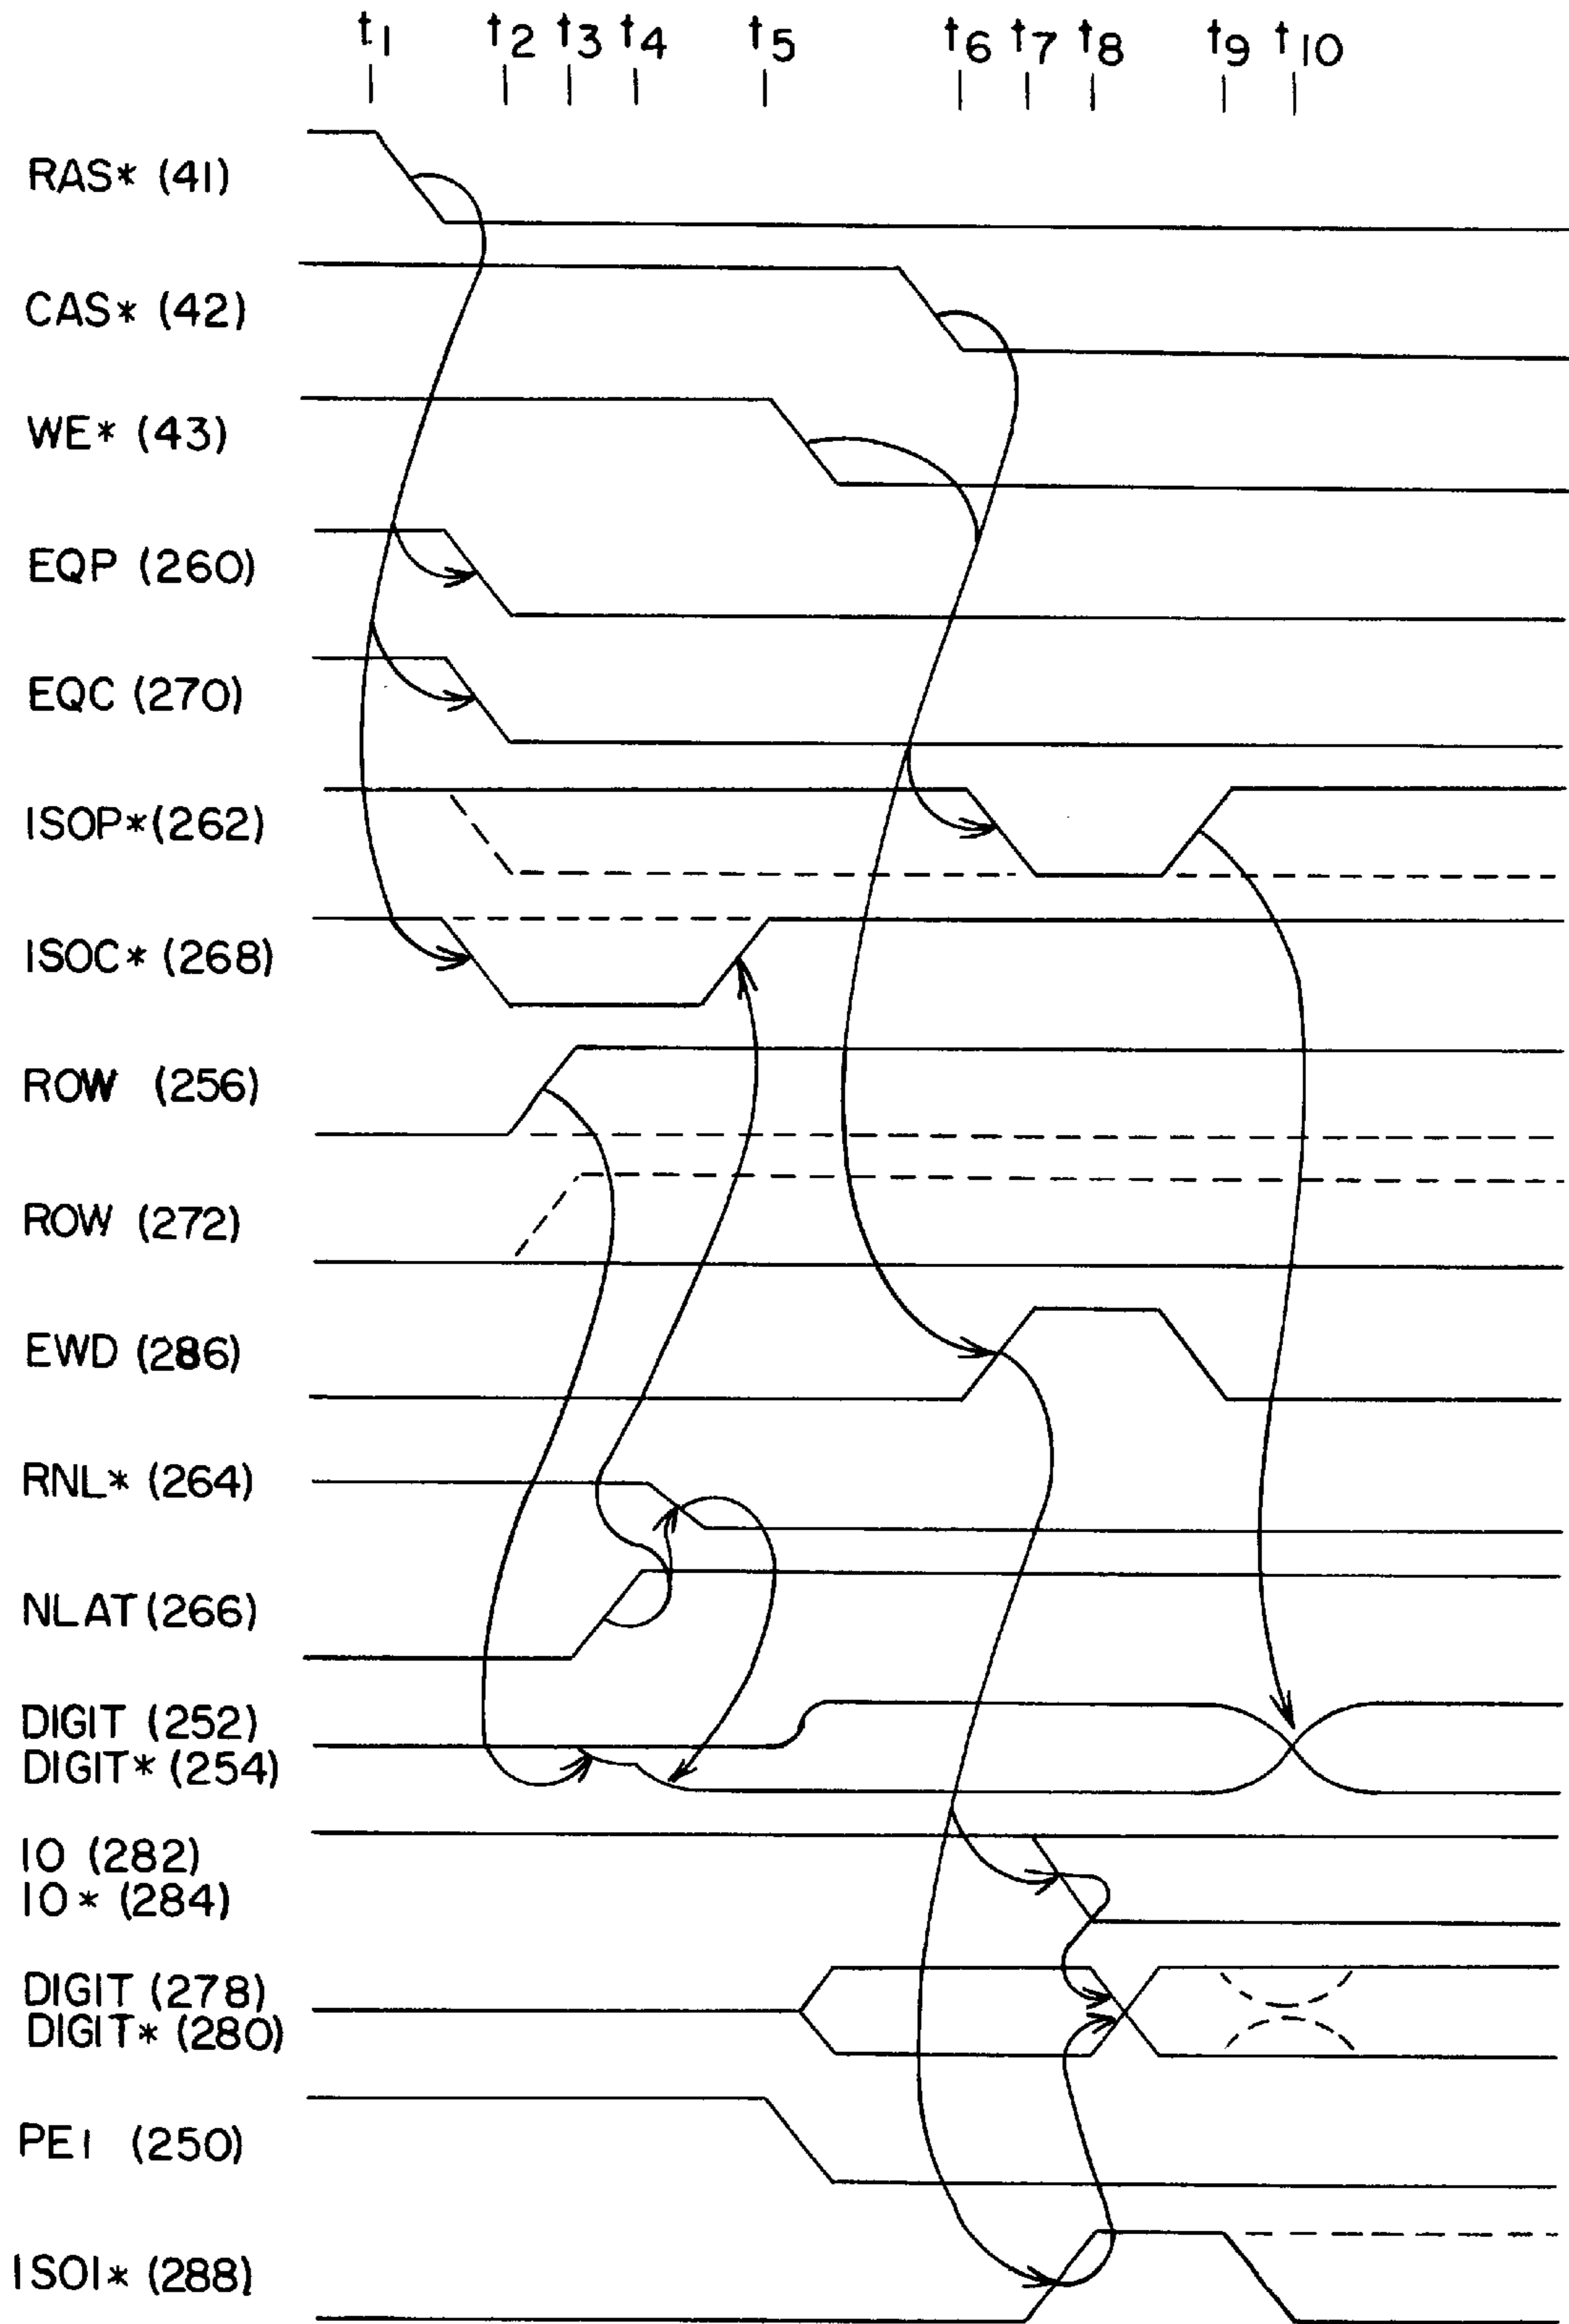 t1 t2 t3 t4 t5 t6 t7 t8 t9 t10
RAS* (41)
CAS* (42)
WE* (43)
EQP (260)
EQC (270)
ISOP*(262)
ISOC* (268)
ROW (256)
ROW (272)
EWD (286)
RNL* (264)
NLAT(266)
DIGIT (252)
DIGIT* (254)
IO (282)
IO* (284)
DIGIT (278)
DIGIT* (280)
PE1 (250)
ISOI* (288)